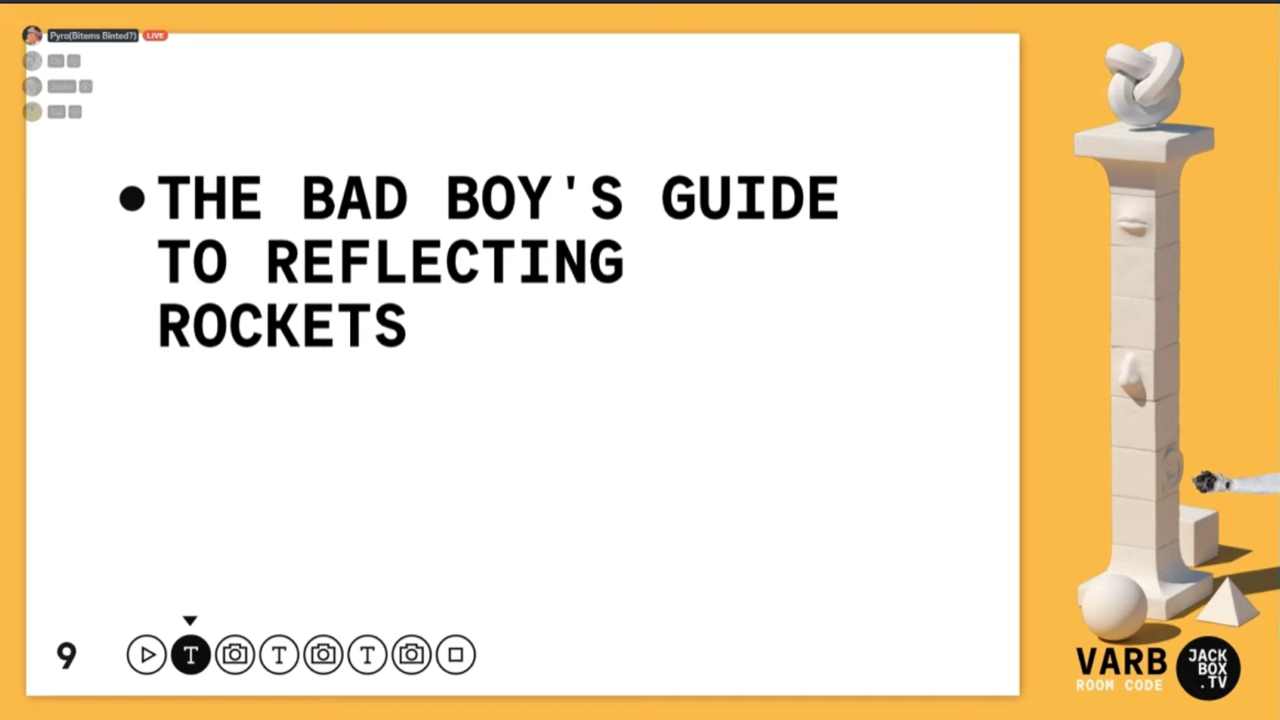 Pyro(Bitems Binted?) LIVE
• THE BAD BOY'S GUIDE
TO REFLECTING
ROCKETS
9
T T T
VARB
ROOM CODE
JACK
BOX
.TV